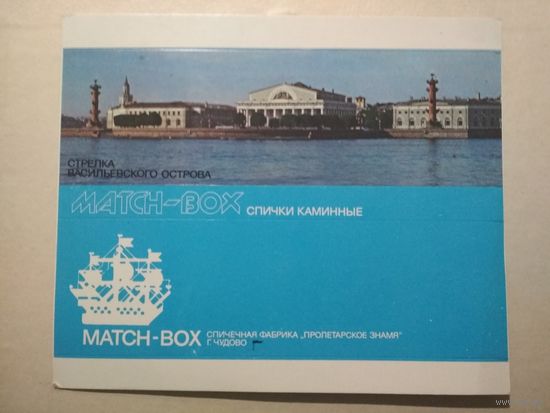 СТРЕЛКА
ВАСИЛЬЕВСКОГО ОСТРОВА
MATCH-BOX СПИЧКИ КАМИННЫЕ
MATCH-BOX СПИЧЕЧНАЯ ФАБРИКА „ПРОЛЕТАРСКОЕ ЗНАМЯ"
Г. ЧУДОВО